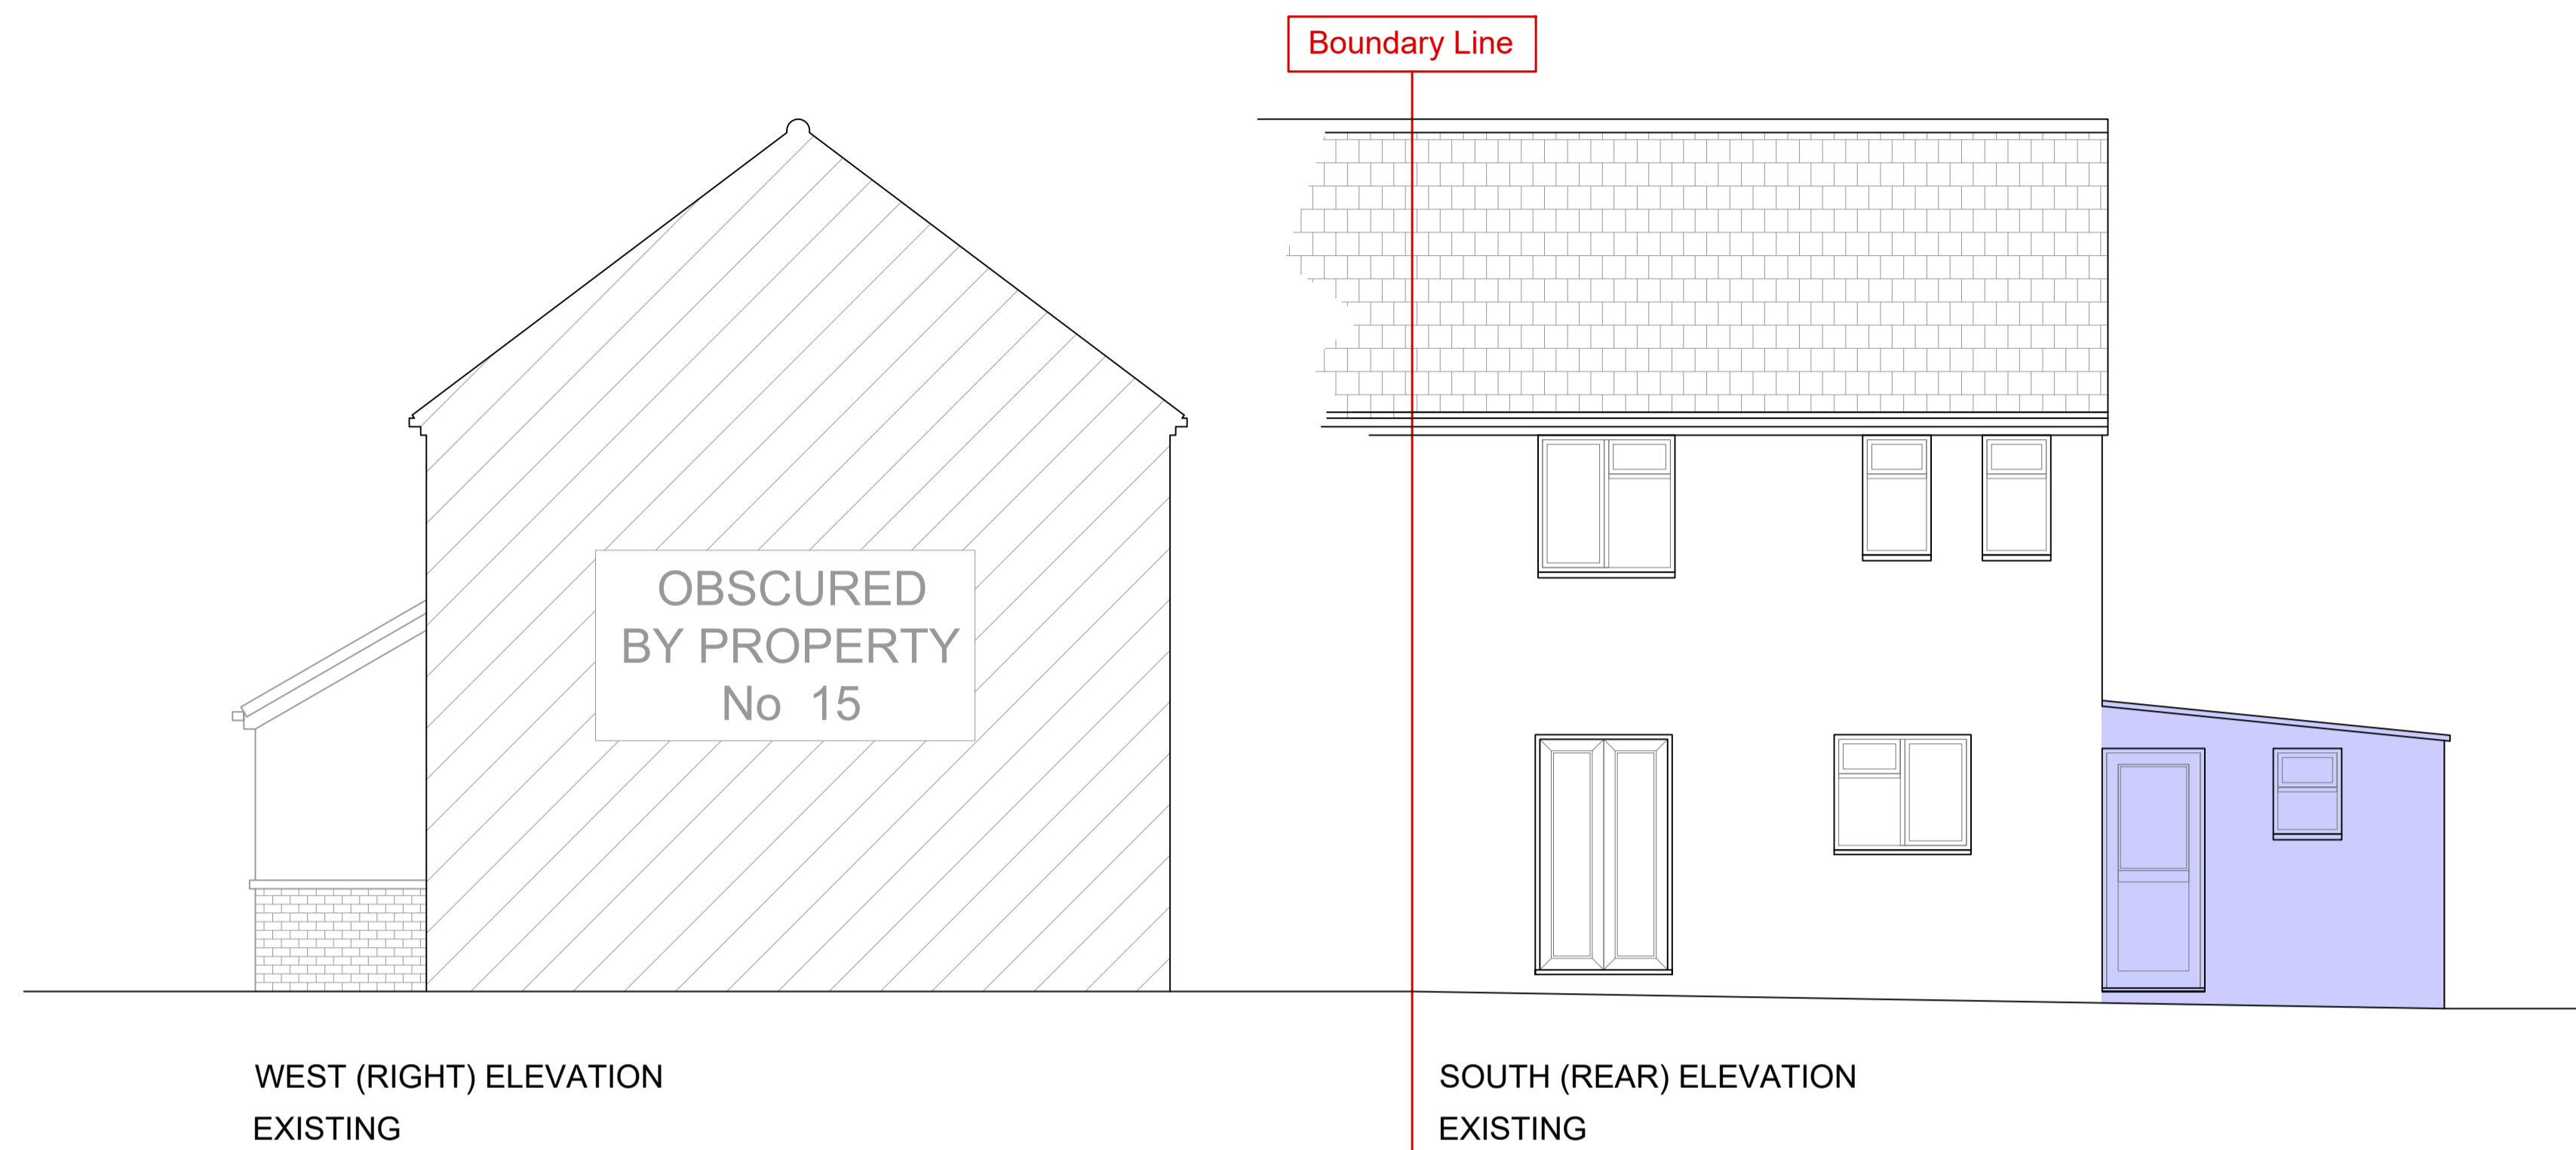 Boundary Line
OBSCURED
BY PROPERTY
No 15
WEST (RIGHT) ELEVATION
EXISTING
SOUTH (REAR) ELEVATION
EXISTING